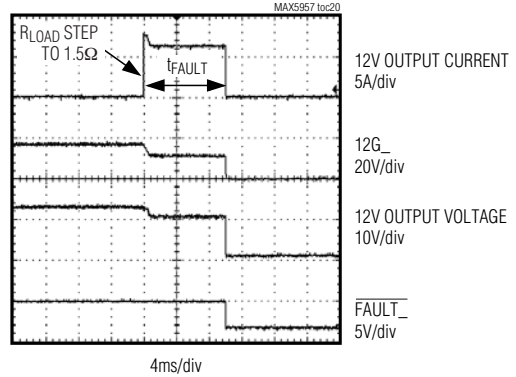 MAX5957 toc20
RLOAD STEP
TO 1.5Ω
tFAULT
12V OUTPUT CURRENT
5A/div
12G_
20V/div
12V OUTPUT VOLTAGE
10V/div
FAULT_
5V/div
4ms/div